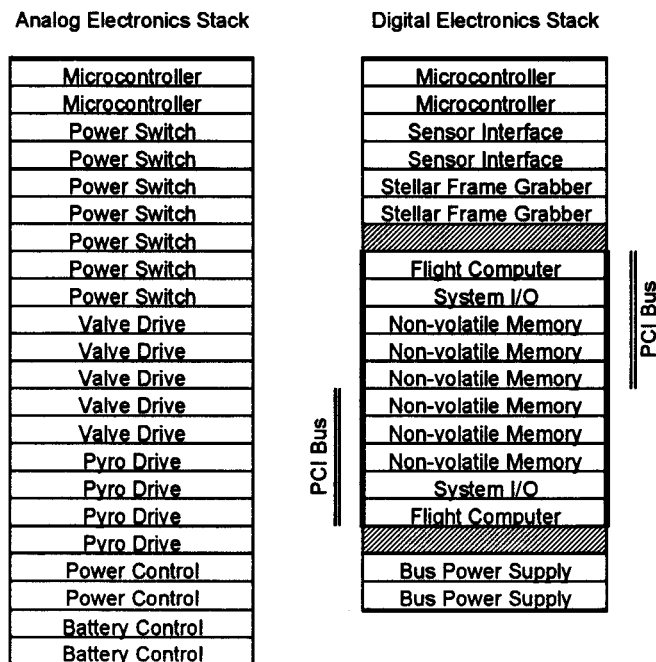 Analog Electronics Stack
Microcontroller
Microcontroller
Power Switch
Power Switch
Power Switch
Power Switch
Power Switch
Power Switch
Power Switch
Valve Drive
Valve Drive
Valve Drive
Valve Drive
Valve Drive
Pyro Drive
Pyro Drive
Pyro Drive
Pyro Drive
Power Control
Power Control
Battery Control
Battery Control
Digital Electronics Stack
Microcontroller
Microcontroller
Sensor Interface
Sensor Interface
Stellar Frame Grabber
Stellar Frame Grabber
Flight Computer
System I/O
Non-volatile Memory
Non-volatile Memory
Non-volatile Memory
Non-volatile Memory
Non-volatile Memory
Non-volatile Memory
System I/O
Flight Computer
Bus Power Supply
Bus Power Supply
PCI Bus
PCI Bus